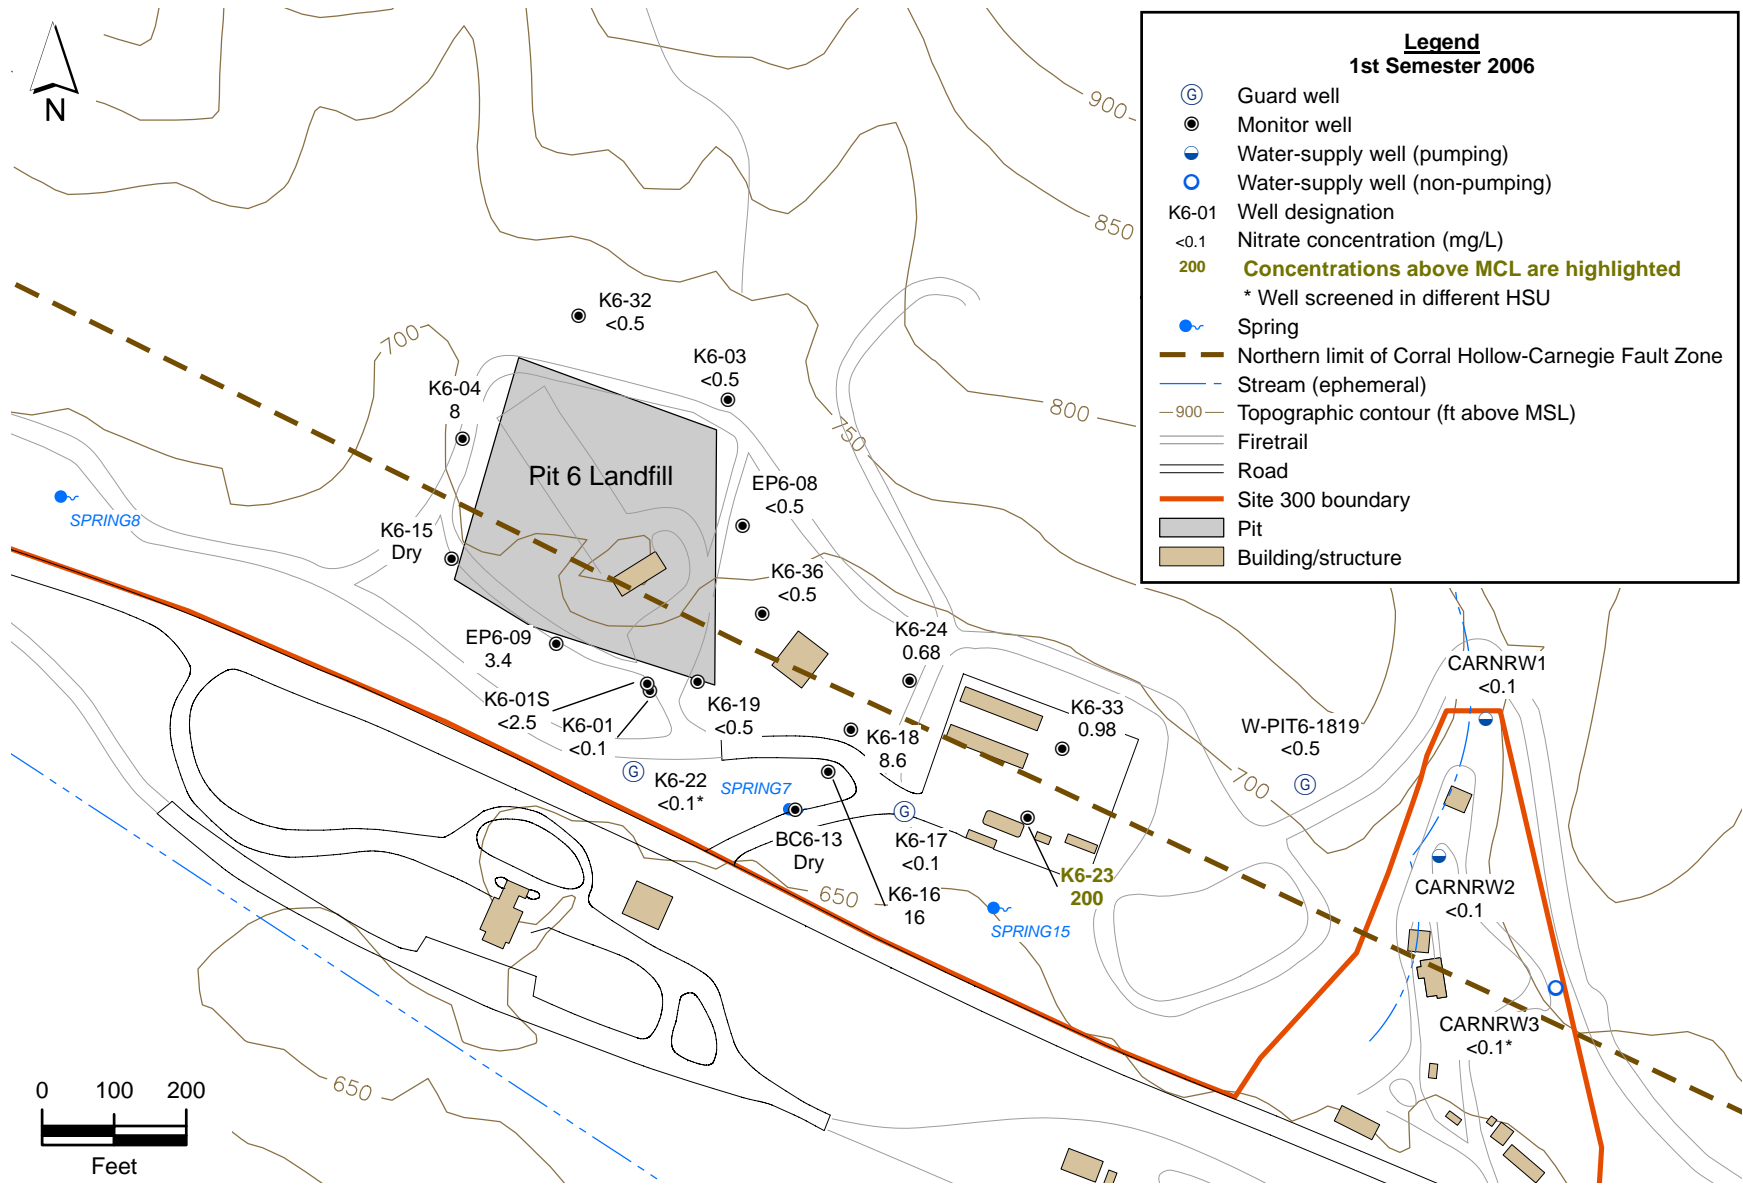 Legend
1st Semester 2006
G Guard well
Monitor well
Water-supply well (pumping)
Water-supply well (non-pumping)
K6-01 Well designation
<0.1 Nitrate concentration (mg/L)
200 Concentrations above MCL are highlighted
* Well screened in different HSU
Spring
Northern limit of Corral Hollow-Carnegie Fault Zone
Stream (ephemeral)
900 Topographic contour (ft above MSL)
Firetrail
Road
Site 300 boundary
Pit
Building/structure
N
900
850
800
750
700
K6-32
<0.5
K6-03
<0.5
K6-04
8
Pit 6 Landfill
EP6-08
<0.5
SPRING8
K6-15
Dry
K6-36
<0.5
EP6-09
3.4
K6-24
0.68
K6-01S
<2.5
K6-01
<0.1
K6-19
<0.5
K6-18
8.6
K6-33
0.98
CARNRW1
<0.1
W-PIT6-1819
<0.5
G
700
G
K6-22
<0.1*
SPRING7
G
BC6-13
Dry
K6-17
<0.1
K6-23
200
K6-16
16
650
SPRING15
CARNRW2
<0.1
CARNRW3
<0.1*
650
0 100 200
Feet